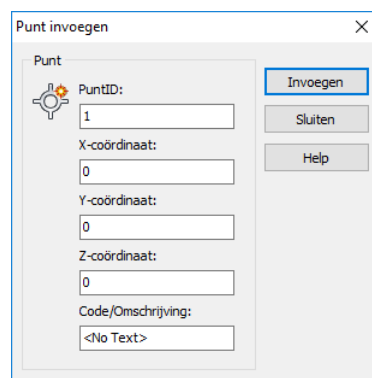 Punt invoegen
Punt
PuntID:
1
X-coördinaat:
0
Y-coördinaat:
0
Z-coördinaat:
0
Code/Omschrijving:
<No Text>
Invoegen
Sluiten
Help